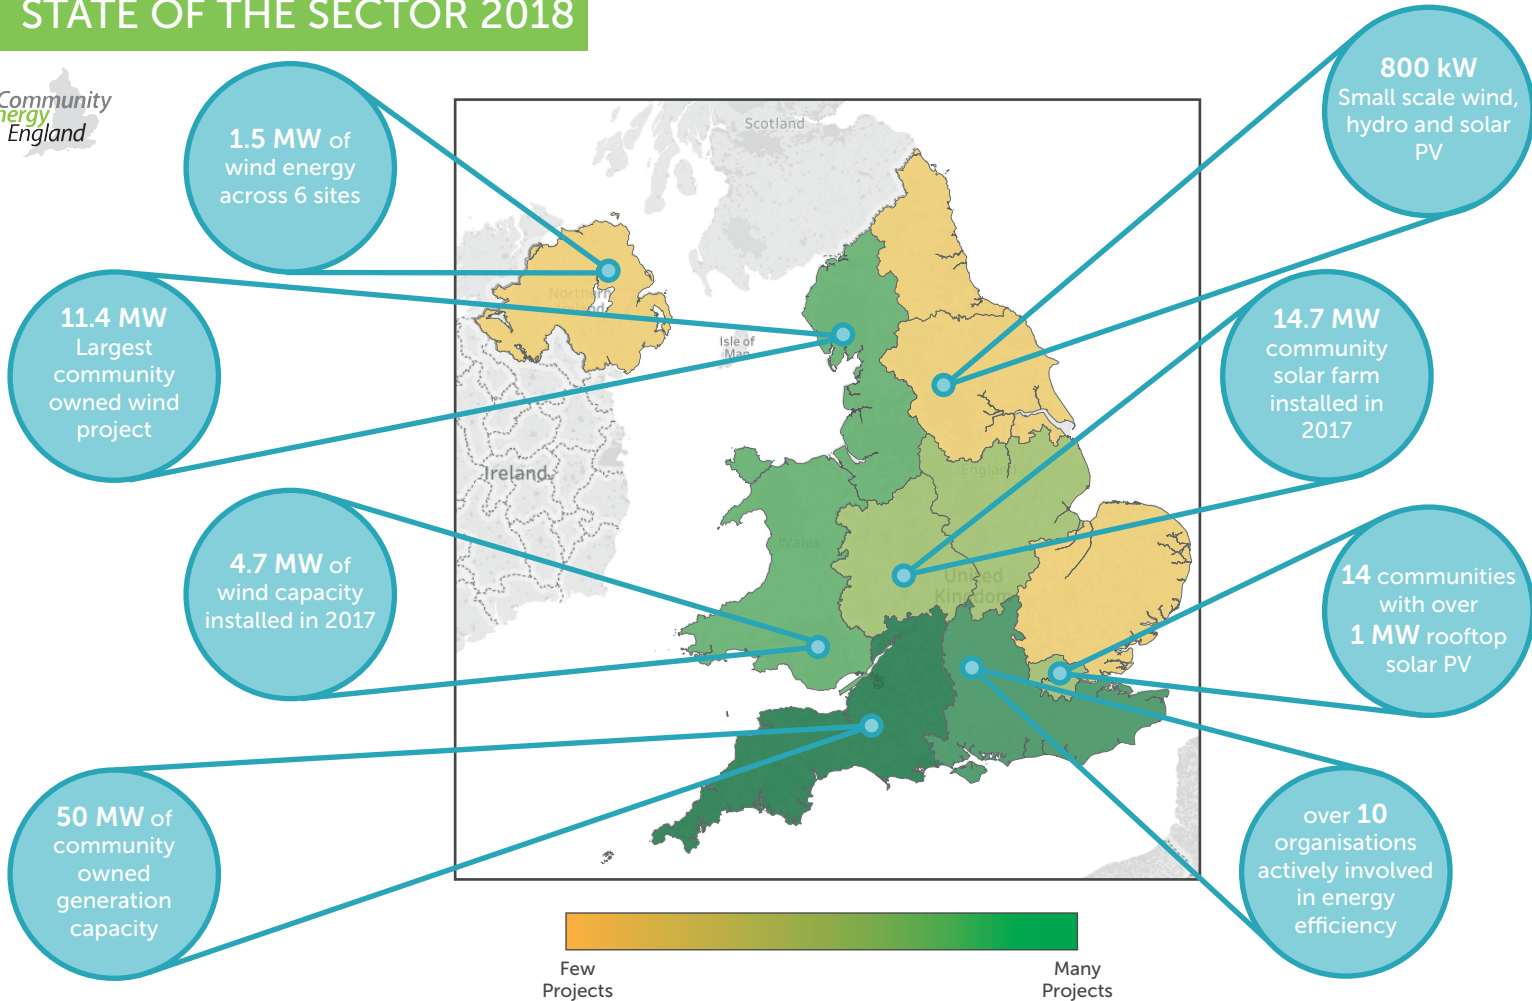 STATE OF THE SECTOR 2018
Community
nergy
England
1.5 MW of
wind energy
across 6 sites
11.4 MW
Largest
community
owned wind
project
4.7 MW of
wind capacity
installed in 2017
50 MW of
community
owned
generation
capacity
800 kW
Small scale wind,
hydro and solar
PV
14.7 MW
community
solar farm
installed in
2017
14 communities
with over
1 MW rooftop
solar PV
over 10
organisations
actively involved
in energy
efficiency
Scotland
Northern
Ireland
Isle of
Man
Ireland
England
Wales
United
Kingdom
Few
Projects
Many
Projects